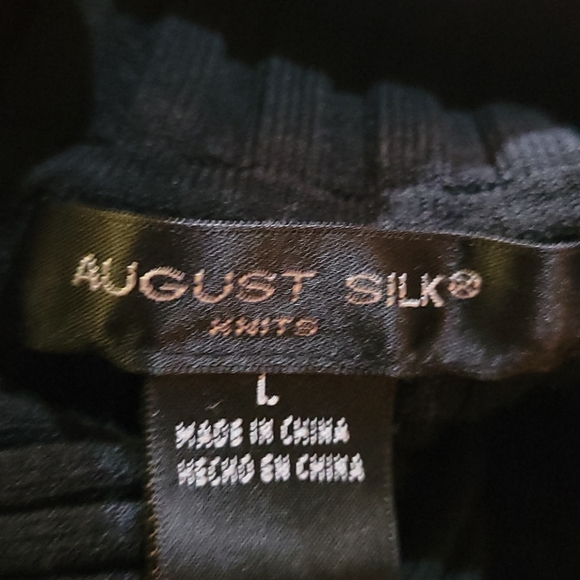 AUGUST SILK®
KNITS
L
MADE IN CHINA
HECHO EN CHINA